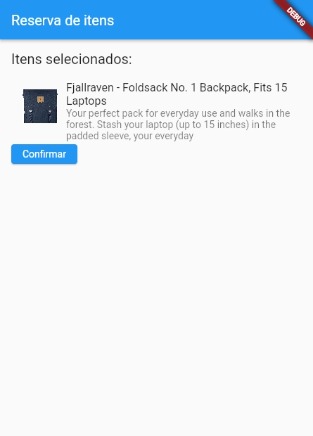 Reserva de itens
DEBUG
Itens selecionados:
Fjallraven - Foldsack No. 1 Backpack, Fits 15
Laptops
Your perfect pack for everyday use and walks in the
forest. Stash your laptop (up to 15 inches) in the
padded sleeve, your everyday
Confirmar